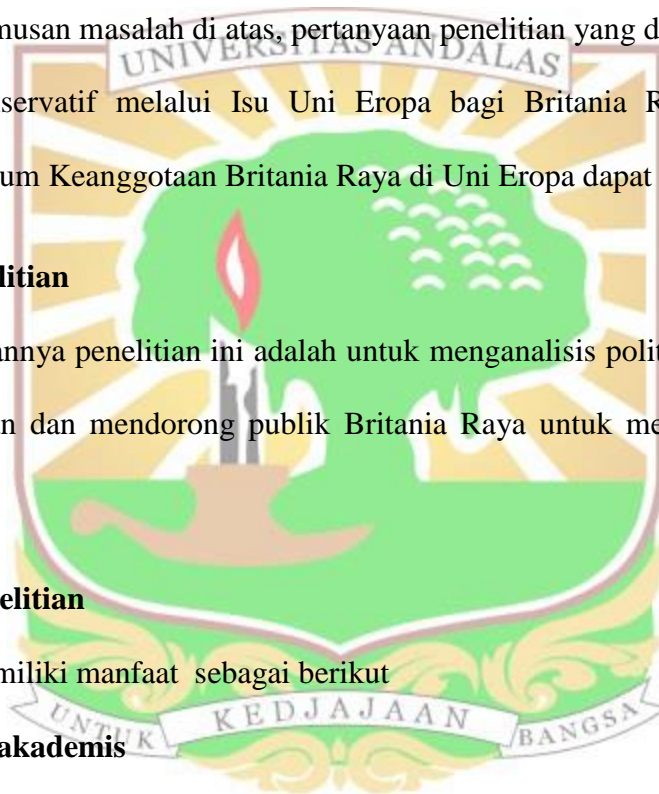 musan masalah di atas, pertanyaan penelitian yang d
UNIVERSITAS ANDALAS
servatif melalui Isu Uni Eropa bagi Britania R
um Keanggotaan Britania Raya di Uni Eropa dapat
litian
nnya penelitian ini adalah untuk menganalisis polit
n dan mendorong publik Britania Raya untuk me
elitian
miliki manfaat sebagai berikut
UNTUK KEDJAJAAN BANGSA
akademis